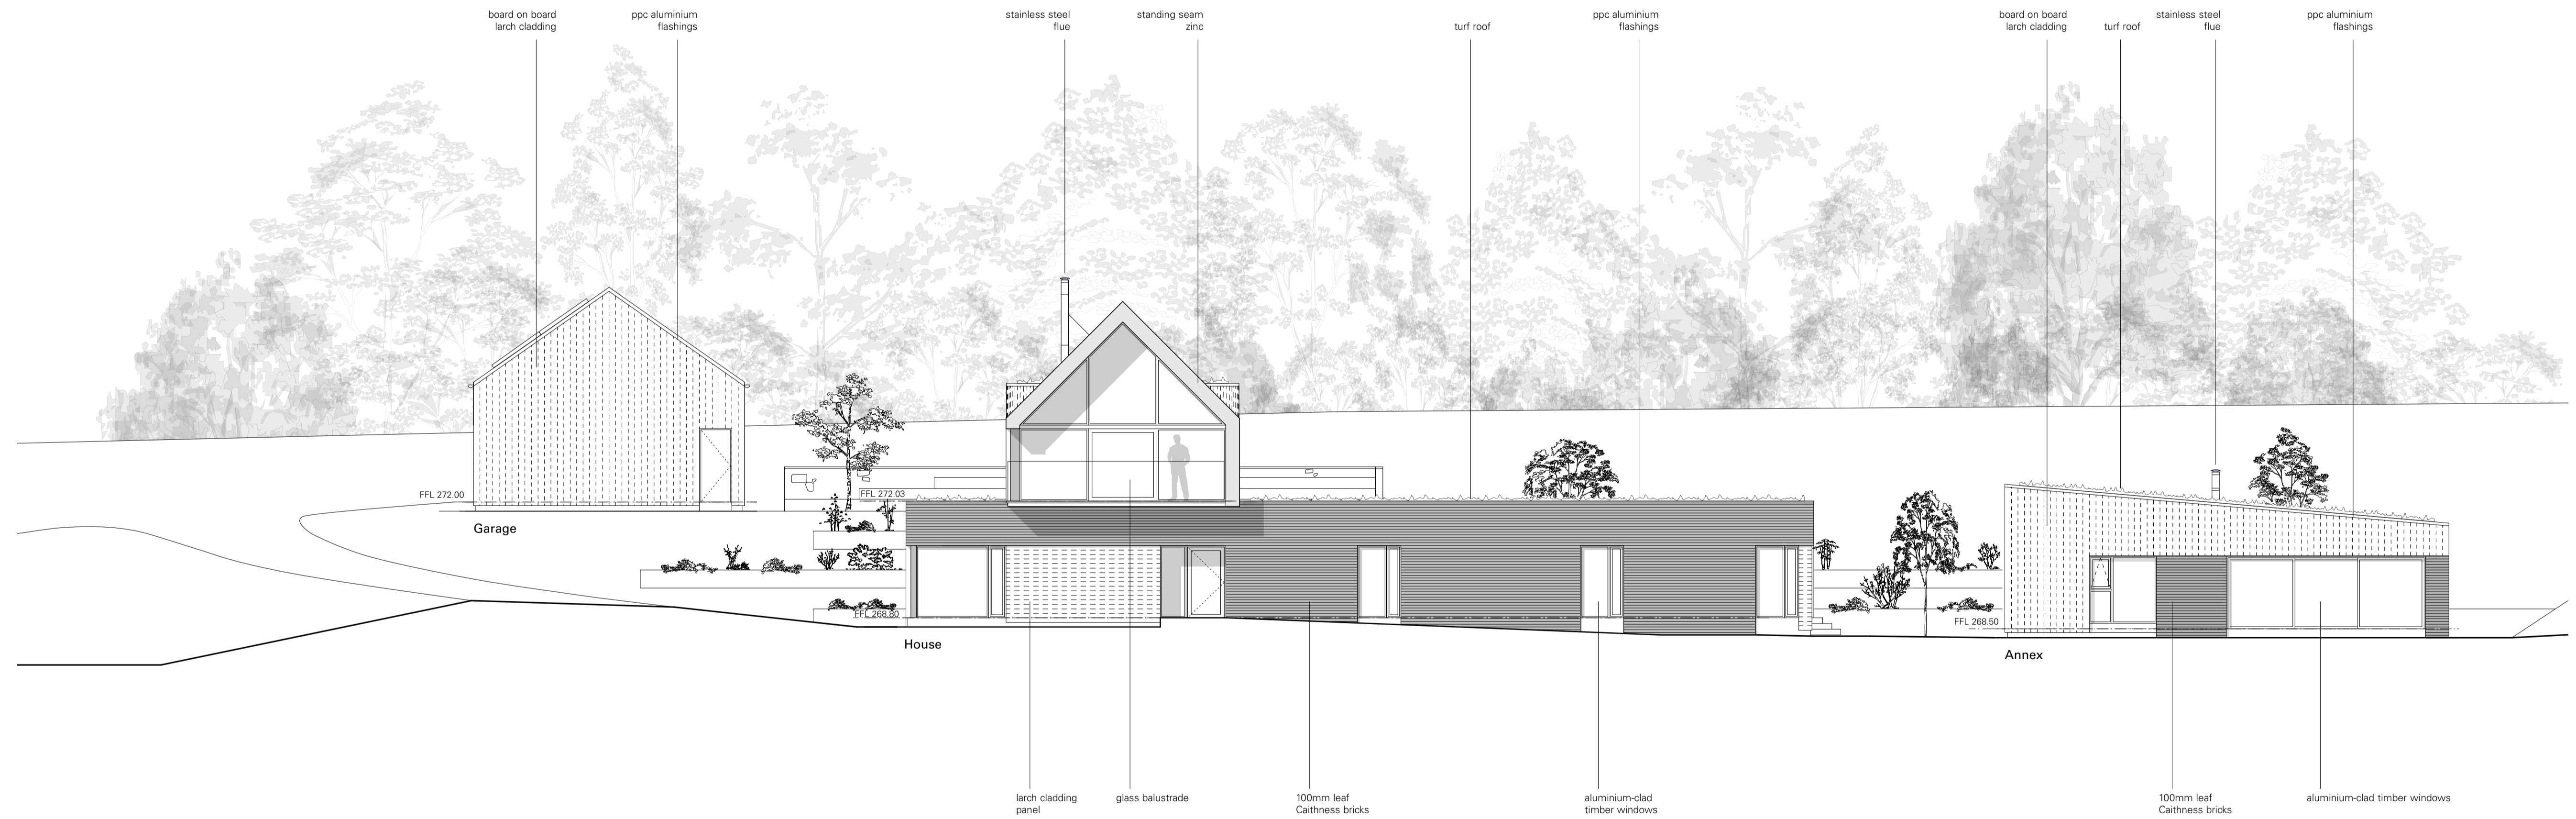 board on board
larch cladding
ppc aluminium
flashings
stainless steel
flue
standing seam
zinc
turf roof
ppc aluminium
flashings
board on board
larch cladding
turf roof
stainless steel
flue
ppc aluminium
flashings
FFL 272.00
Garage
FFL 272.03
FFL 268.80
House
FFL 268.50
Annex
larch cladding
panel
glass balustrade
100mm leaf
Caithness bricks
aluminium-clad
timber windows
100mm leaf
Caithness bricks
aluminium-clad timber windows